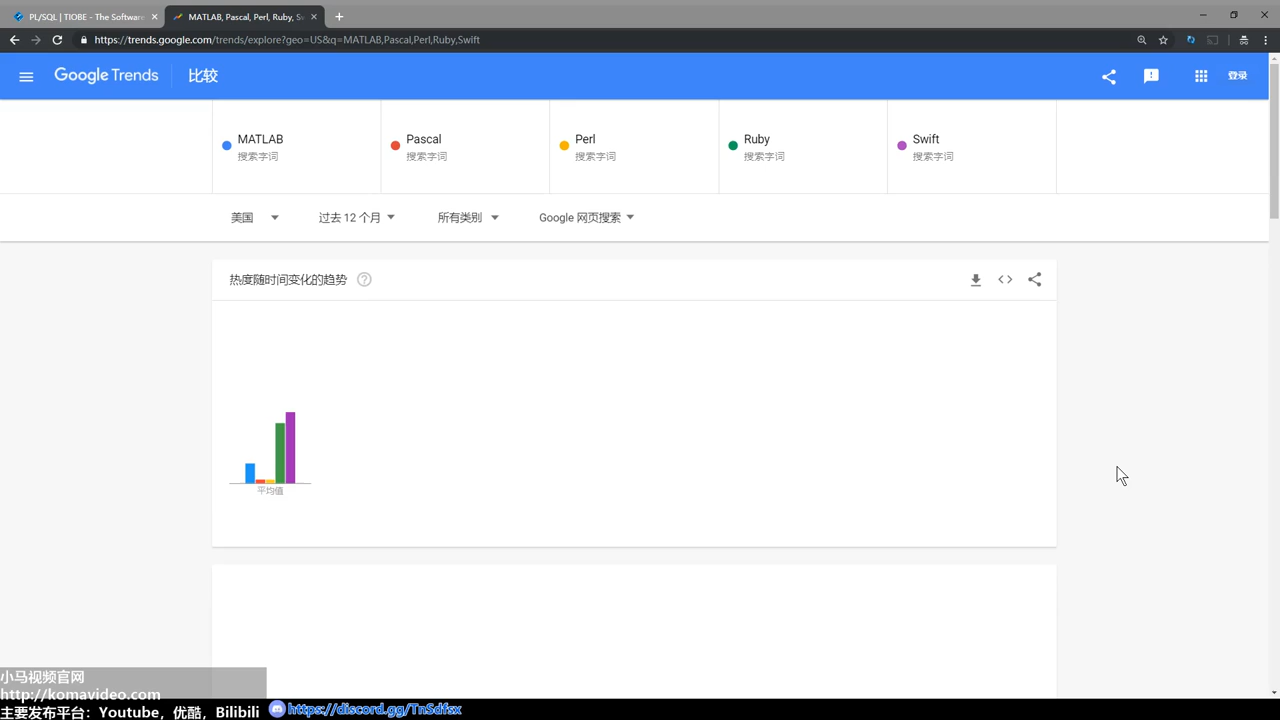 PL/SQL | TIOBE - The Software
MATLAB, Pascal, Perl, Ruby, S
https://trends.google.com/trends/explore?geo=US&q=MATLAB,Pascal,Perl,Ruby,Swift
Google Trends
比较
登录
MATLAB
搜索字词
Pascal
搜索字词
Perl
搜索字词
Ruby
搜索字词
Swift
搜索字词
美国
过去 12 个月
所有类别
Google 网页搜索
热度随时间变化的趋势
平均值
小马视频官网
http://komavideo.com
主要发布平台：Youtube，优酷，Bilibili
https://discord.gg/TnSdfsx